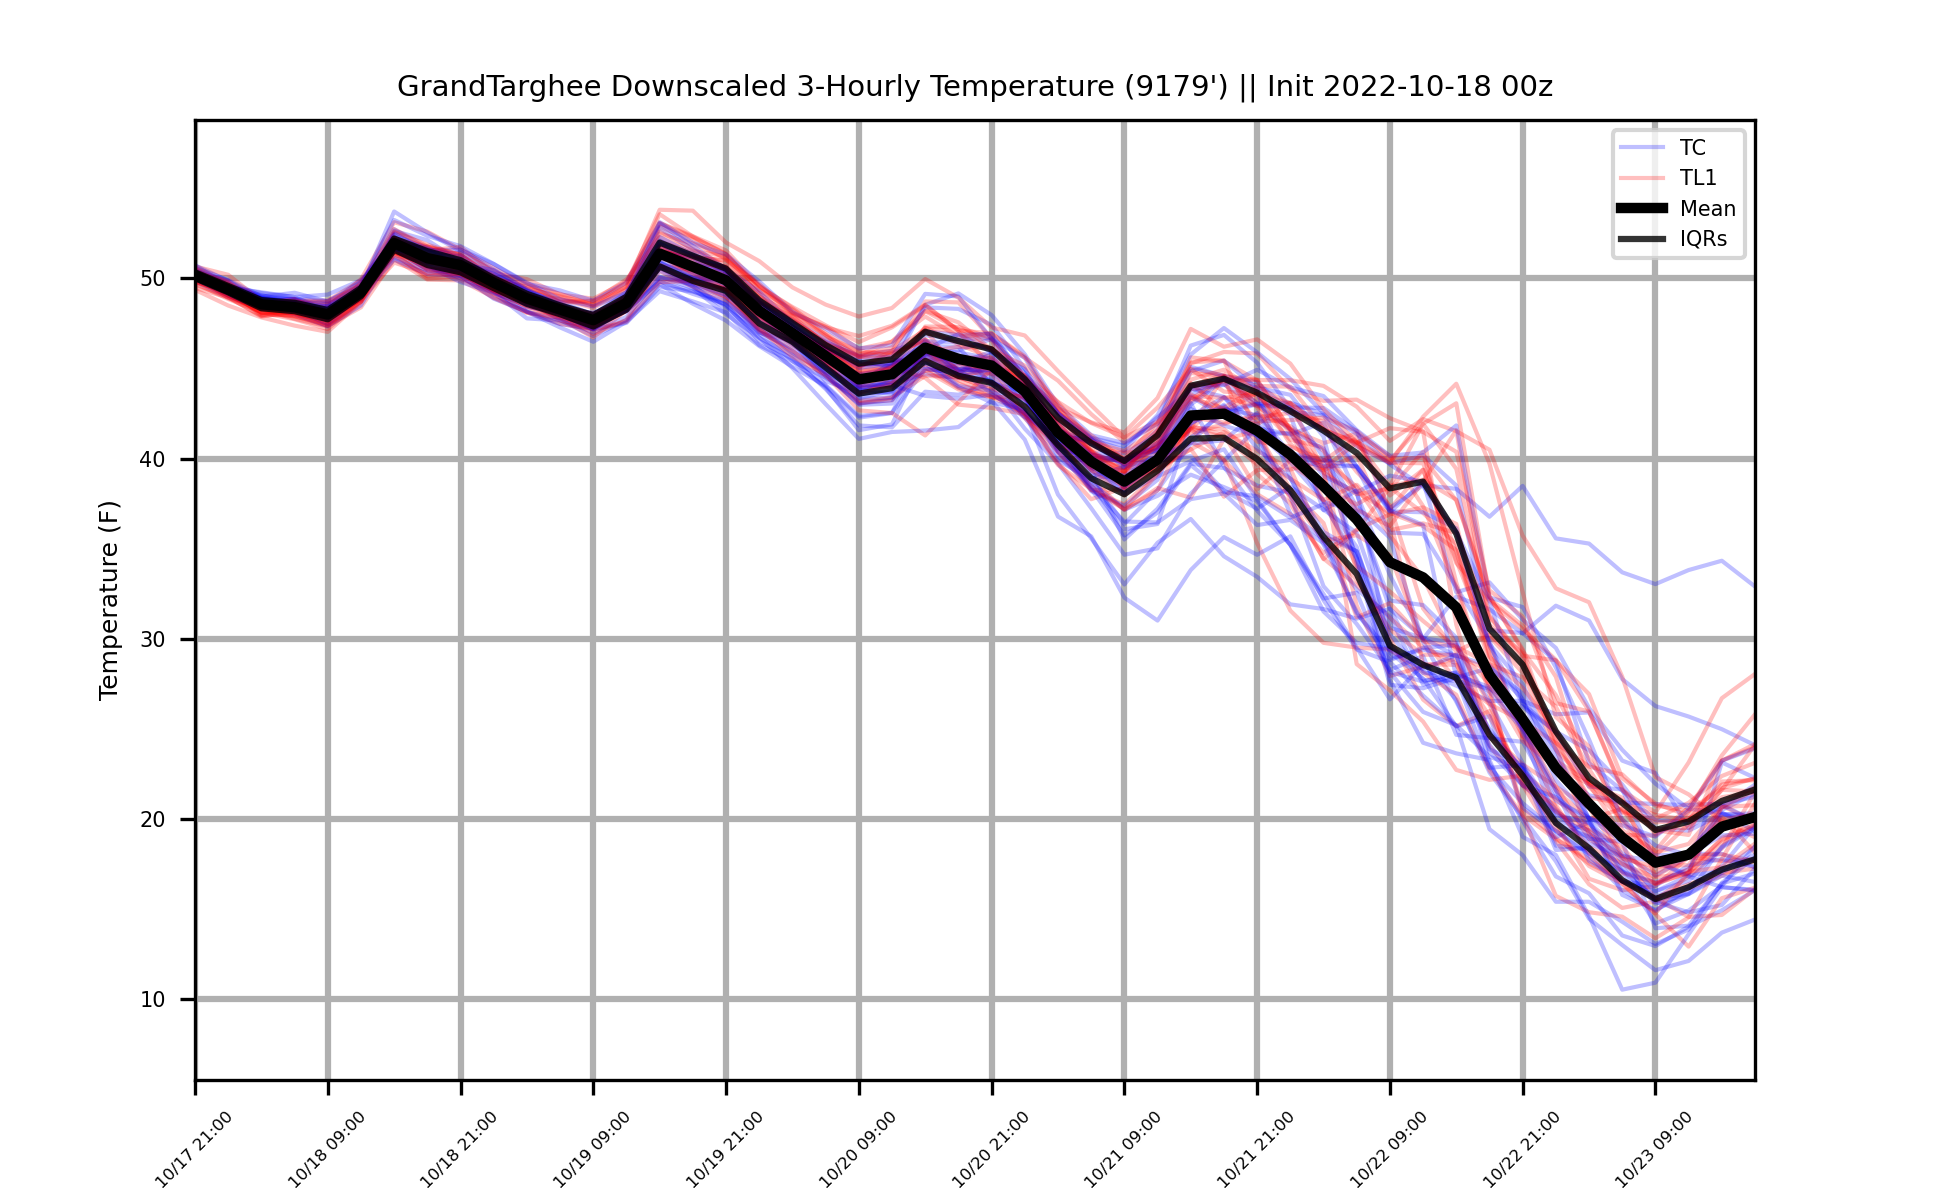 GrandTarghee Downscaled 3-Hourly Temperature (9179') || Init 2022-10-18 00z
TC
TL1
Mean
IQRs
Temperature (F)
50
40
30
20
10
10/17 21:00
10/18 09:00
10/18 21:00
10/19 09:00
10/19 21:00
10/20 09:00
10/20 21:00
10/21 09:00
10/21 21:00
10/22 09:00
10/22 21:00
10/23 09:00